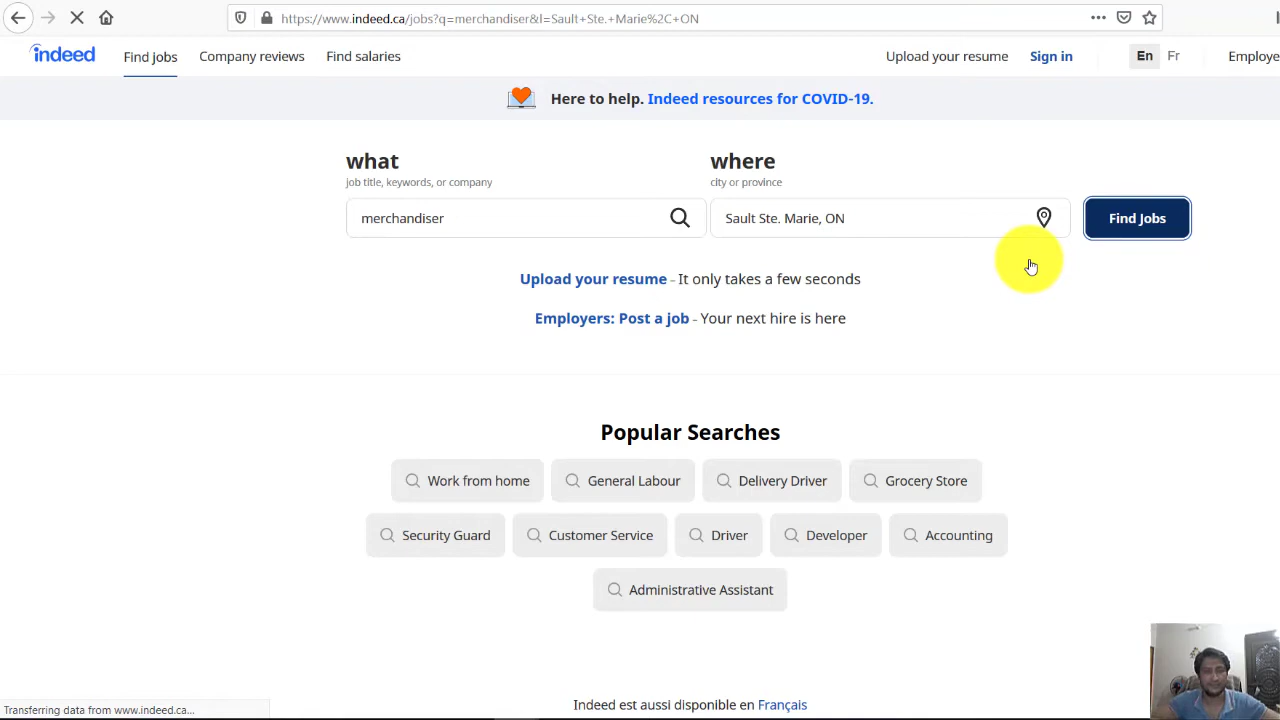 https://www.indeed.ca/jobs?q=merchandiser&l=Sault+Ste.+Marie%2C+ON
indeed Find jobs Company reviews Find salaries Upload your resume Sign in En Fr Employe
Here to help. Indeed resources for COVID-19.
what where
job title, keywords, or company city or province
merchandiser Sault Ste. Marie, ON Find Jobs
Upload your resume - It only takes a few seconds
Employers: Post a job - Your next hire is here
Popular Searches
Work from home General Labour Delivery Driver Grocery Store
Security Guard Customer Service Driver Developer Accounting
Administrative Assistant
Indeed est aussi disponible en Français
Transferring data from www.indeed.ca...